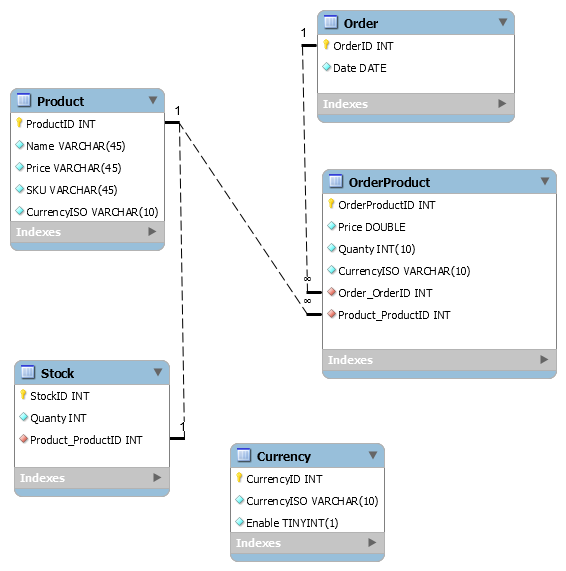 Order
OrderID INT
Date DATE
Indexes
1
Product
ProductID INT
Name VARCHAR(45)
Price VARCHAR(45)
SKU VARCHAR(45)
CurrencyISO VARCHAR(10)
Indexes
1
OrderProduct
OrderProductID INT
Price DOUBLE
Quanty INT(10)
CurrencyISO VARCHAR(10)
Order_OrderID INT
Product_ProductID INT
Indexes
∞
∞
Stock
StockID INT
Quanty INT
Product_ProductID INT
Indexes
1
Currency
CurrencyID INT
CurrencyISO VARCHAR(10)
Enable TINYINT(1)
Indexes